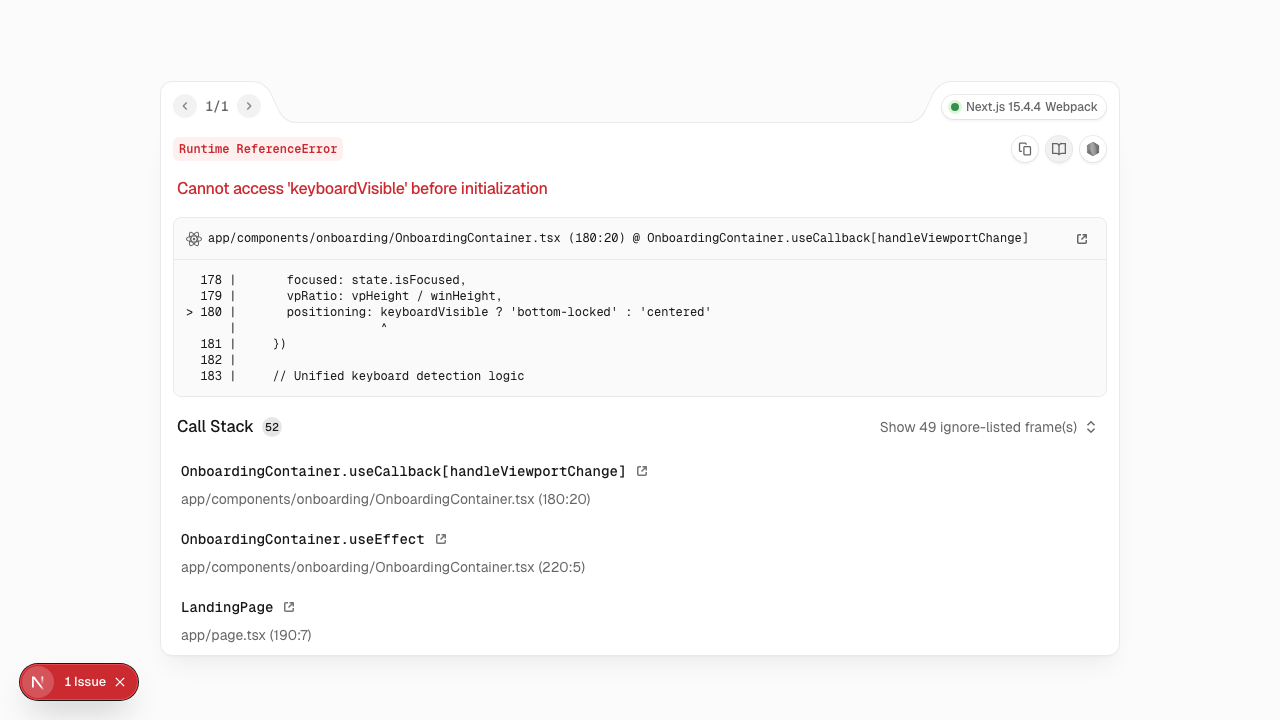 1/1
Next.js 15.4.4 Webpack
Runtime ReferenceError
Cannot access 'keyboardVisible' before initialization
app/components/onboarding/OnboardingContainer.tsx (180:20) @ OnboardingContainer.useCallback[handleViewportChange]
178 |       focused: state.isFocused,
179 |       vpRatio: vpHeight / winHeight,
> 180 |       positioning: keyboardVisible ? 'bottom-locked' : 'centered'
|                    ^
181 |     })
182 |
183 |     // Unified keyboard detection logic
Call Stack 52
Show 49 ignore-listed frame(s)
OnboardingContainer.useCallback[handleViewportChange]
app/components/onboarding/OnboardingContainer.tsx (180:20)
OnboardingContainer.useEffect
app/components/onboarding/OnboardingContainer.tsx (220:5)
LandingPage
app/page.tsx (190:7)
N 1 Issue